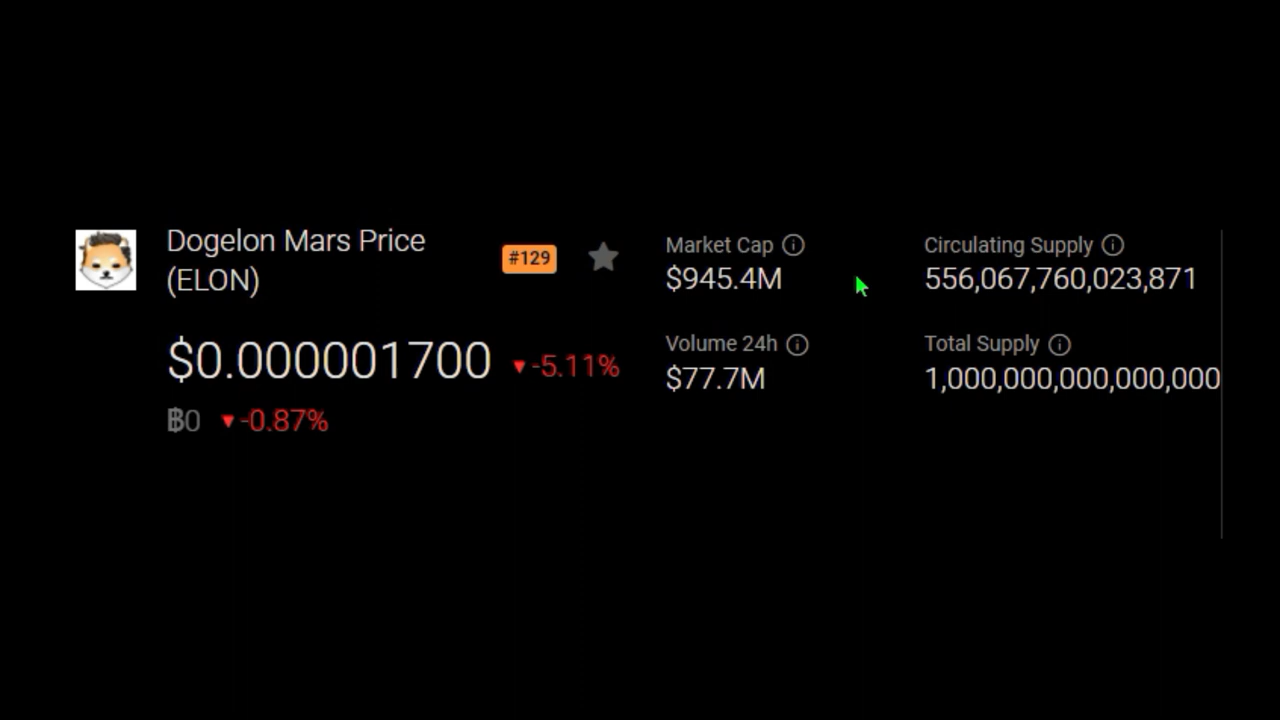 Dogelon Mars Price
(ELON)
#129
$0.000001700 ▼-5.11%
฿0 ▼-0.87%
Market Cap
$945.4M
Volume 24h
$77.7M
Circulating Supply
556,067,760,023,871
Total Supply
1,000,000,000,000,000